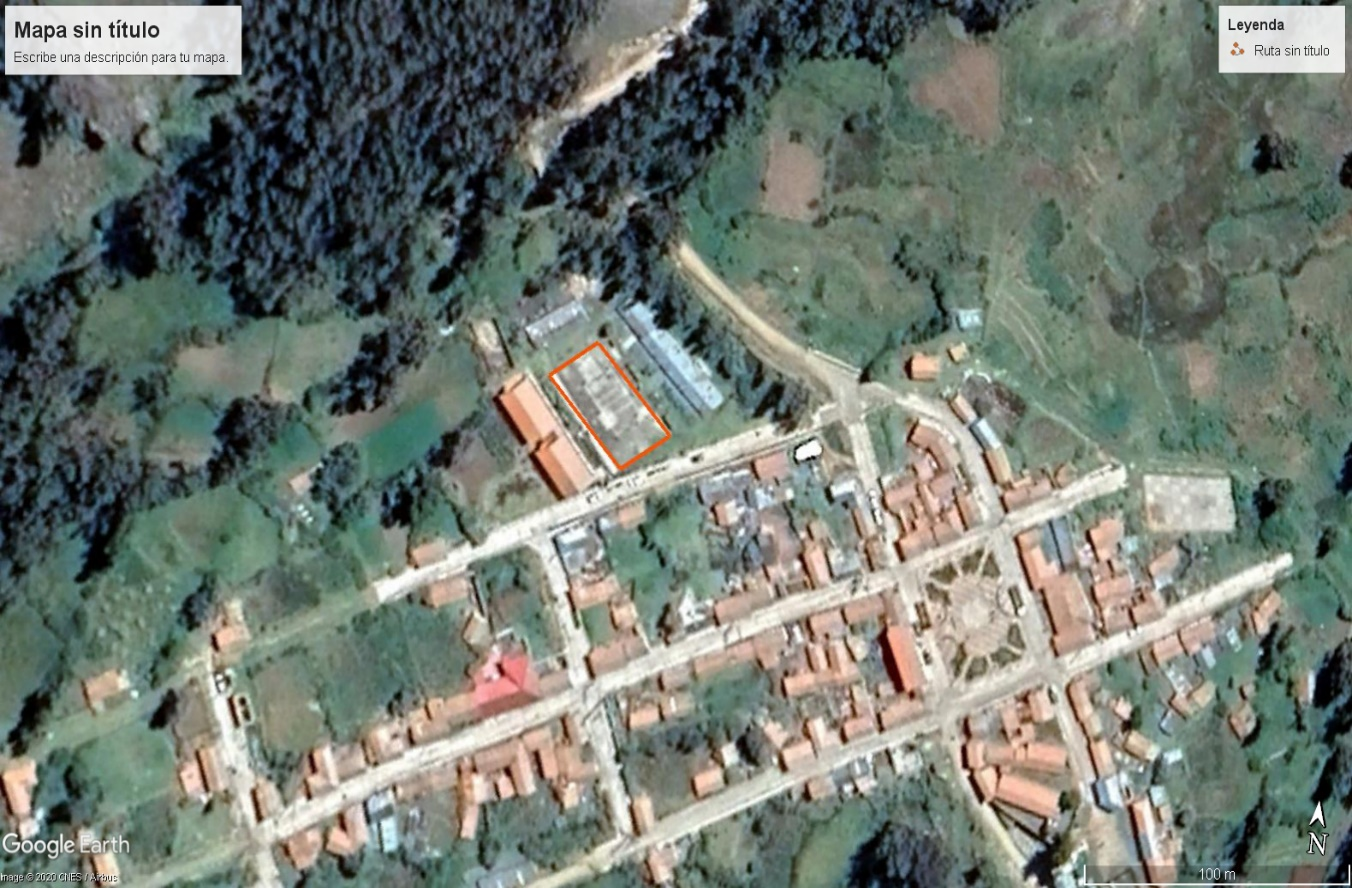 Mapa sin título
Escribe una descripción para tu mapa.
Leyenda
Ruta sin título
Google Earth
Image © 2020 CNES / Airbus
N
100 m